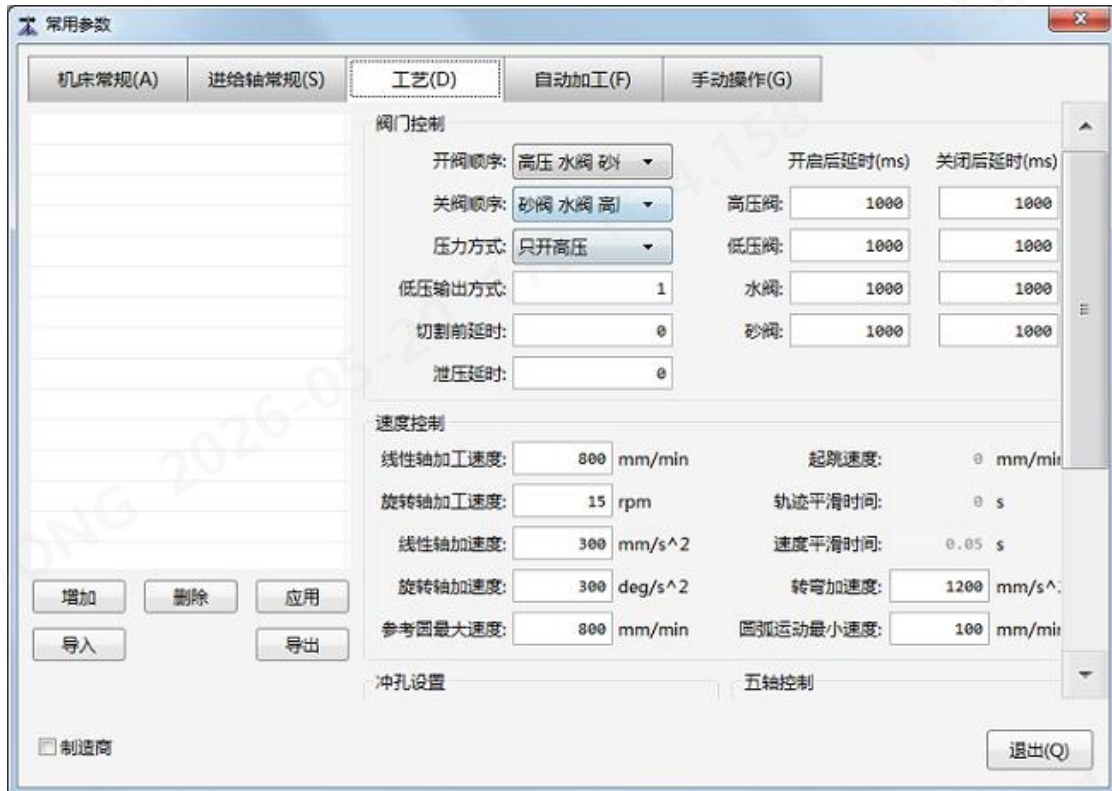 常用参数
机床常规(A) 进给轴常规(S) 工艺(D) 自动加工(F) 手动操作(G)
阀门控制
开阀顺序: 高压 水阀 开启后延时(ms) 关闭后延时(ms)
关阀顺序: 砂阀 水阀 高压阀: 1000 1000
压力方式: 只开高压 低压阀: 1000 1000
低压输出方式: 1 水阀: 1000 1000
切割前延时: 0 砂阀: 1000 1000
泄压延时: 0
速度控制
线性轴加工速度: 800 mm/min 起跳速度: 0 mm/min
旋转轴加工速度: 15 rpm 轨迹平滑时间: 0 s
线性轴加速度: 300 mm/s^2 速度平滑时间: 0.05 s
旋转轴加速度: 300 deg/s^2 转弯加速度: 1200 mm/s^
参考圆最大速度: 800 mm/min 圆弧运动最小速度: 100 mm/min
增加 删除 应用
导入 导出
冲孔设置 五轴控制
制造商
退出(Q)